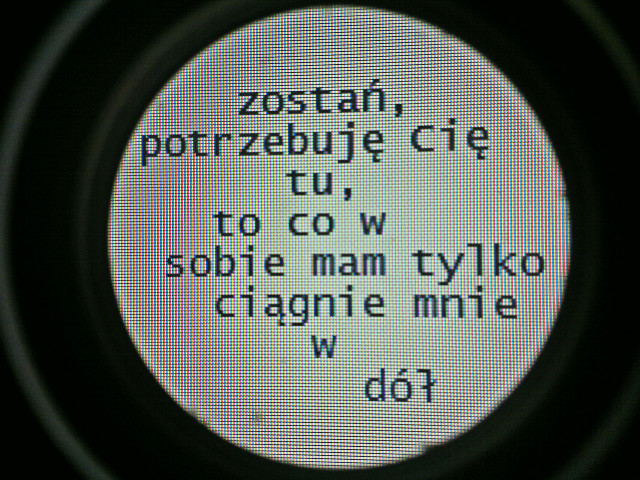 zostań,
potrzebuję Cię
tu,
to co w
sobie mam tylko
ciągnie mnie
w
dół